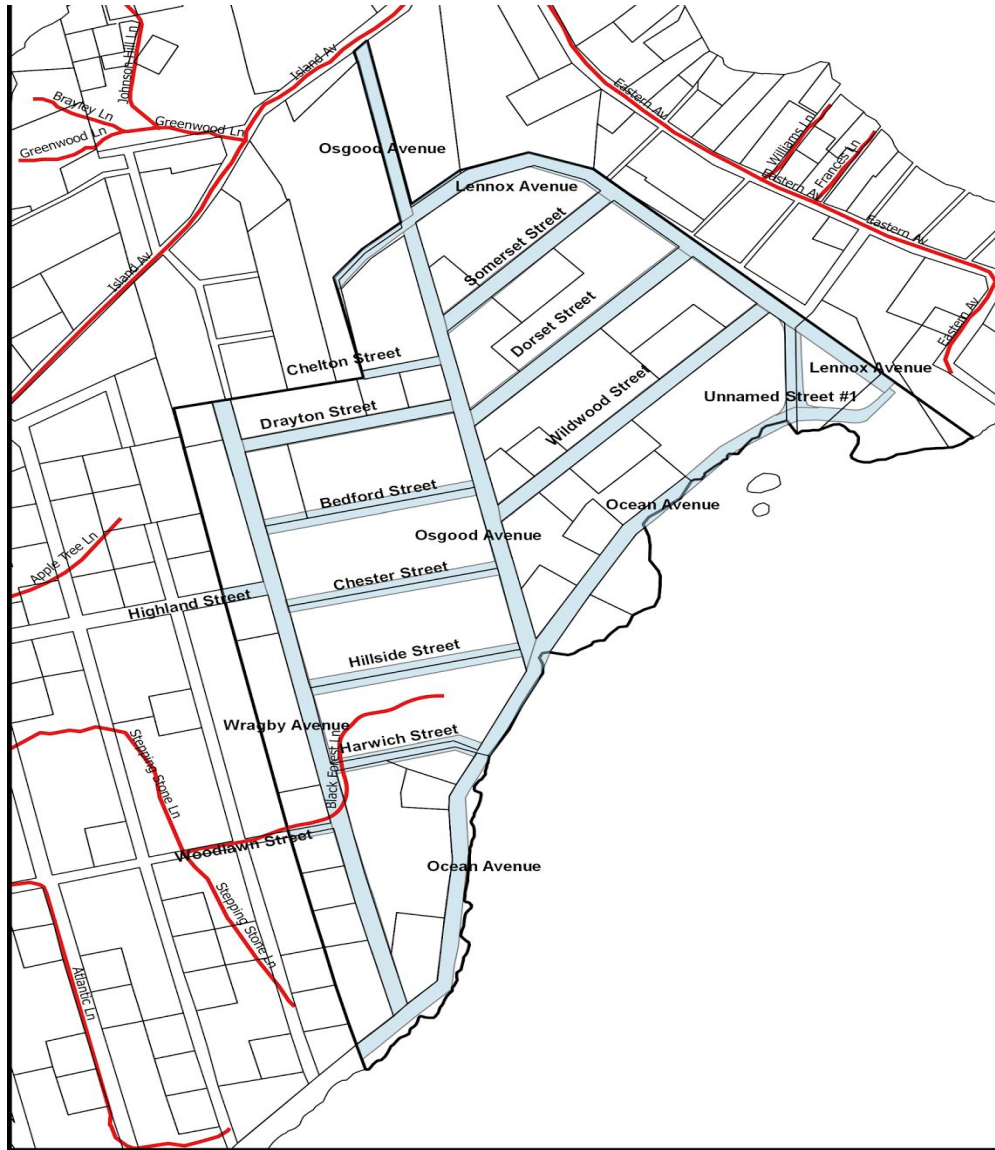 Johnson Hill Ln
Island Av
Brayley Ln
Greenwood Ln
Greenwood Ln
Eastern Av
Williams Ln
Osgood Avenue
Frances Ln
Eastern Av
Lennox Avenue
Eastern Av
Somerset Street
Island Av
Dorset Street
Eastern Av
Chelton Street
Lennox Avenue
Drayton Street
Unnamed Street #1
Wildwood Street
Bedford Street
Ocean Avenue
Osgood Avenue
Apple Tree Ln
Chester Street
Highland Street
Hillside Street
Wragby Avenue
Harwich Street
Stepping Stone Ln
Black Forest Ln
Woodlawn Street
Ocean Avenue
Stepping Stone Ln
Atlantic Ln